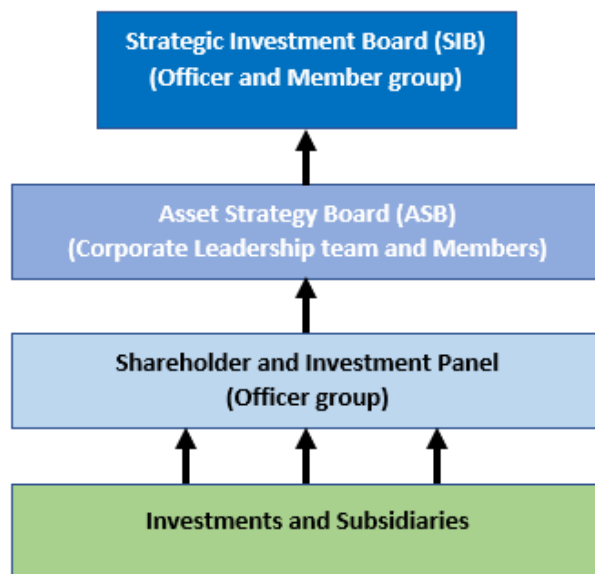 Strategic Investment Board (SIB)
(Officer and Member group)
Asset Strategy Board (ASB)
(Corporate Leadership team and Members)
Shareholder and Investment Panel
(Officer group)
Investments and Subsidiaries